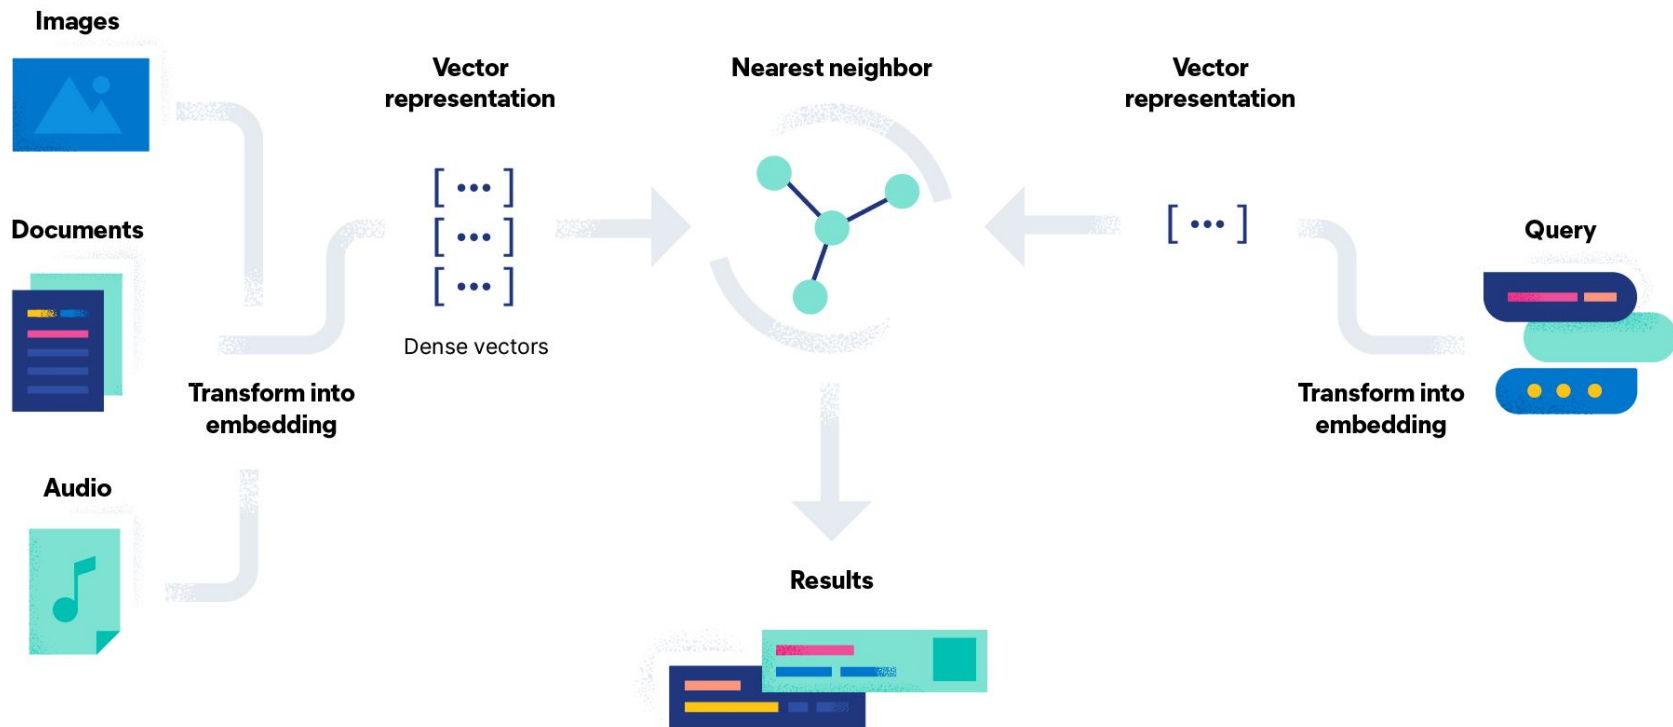 Images
Documents
Audio
Transform into
embedding
Vector
representation
[ ••• ]
[ ••• ]
[ ••• ]
Dense vectors
Nearest neighbor
Vector
representation
[ ••• ]
Query
Transform into
embedding
Results